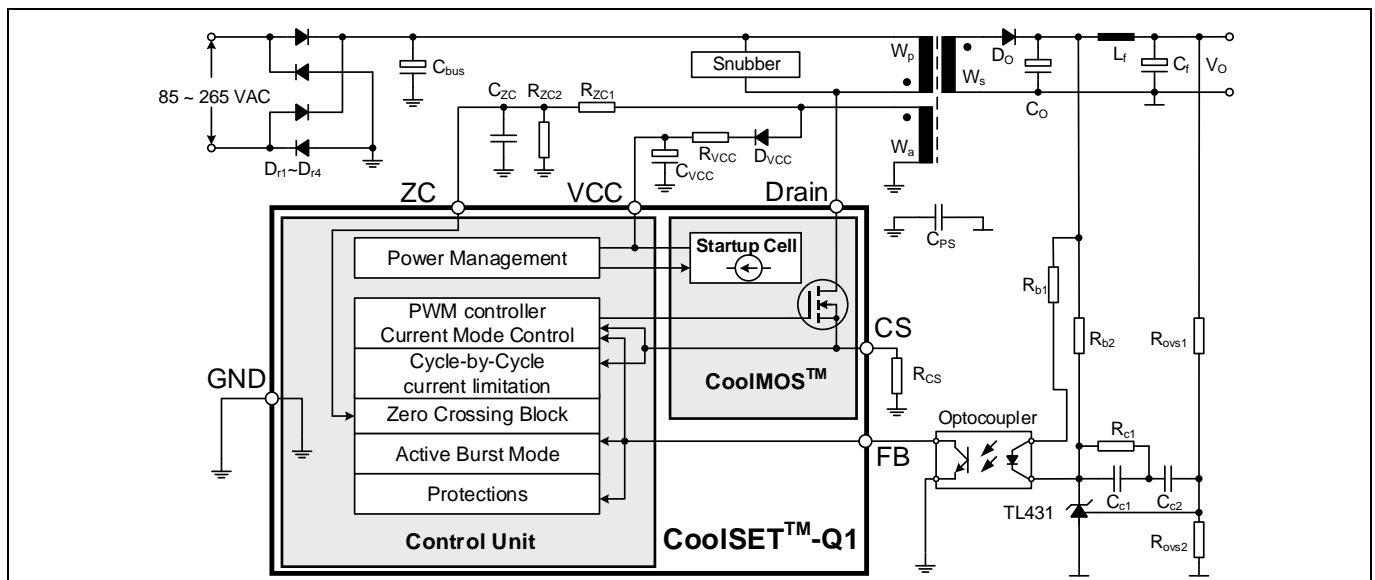 85 ~ 265 VAC
Dr1~Dr4
Cbus
CZC
RZC2
RZC1
Snubber
Wp
Ws
Wa
DO
CO
Lf
Cf
VO
RVCC
DVCC
CVCC
ZC
VCC
Drain
CPS
Power Management
Startup Cell
PWM controller
Current Mode Control
Cycle-by-Cycle
current limitation
Zero Crossing Block
Active Burst Mode
Protections
Control Unit
CoolMOS™
CoolSET™-Q1
GND
CS
RCS
FB
Optocoupler
Rb1
Rb2
Rovs1
Rc1
Cc1
Cc2
TL431
Rovs2